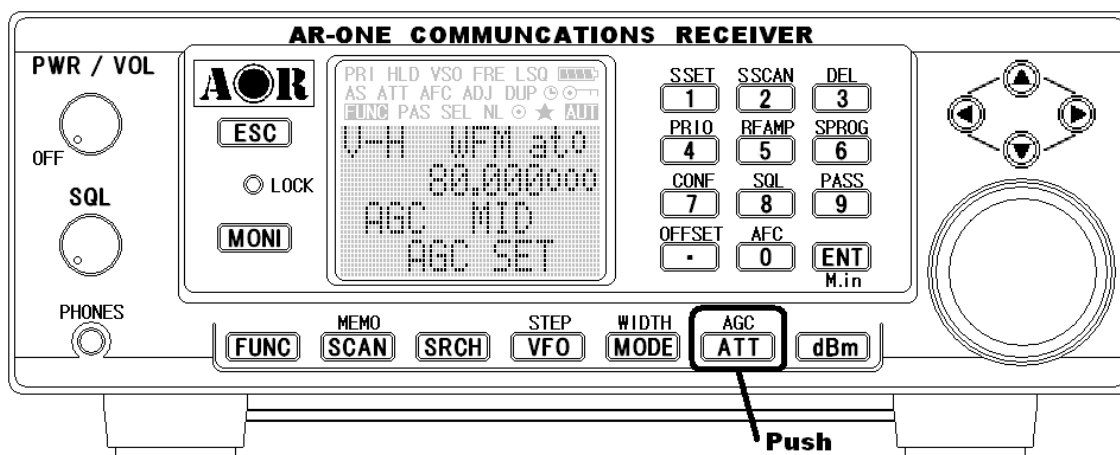 AR-ONE COMMUNCATIONS RECEIVER
PWR / VOL
OFF
SQL
PHONES
AOR
ESC
LOCK
MONI
PRI HLD VSO FRE LSQ
AS ATT AFC ADJ DUP
FUNC PAS SEL NL AUT
V-H WFM ato
80.000000
AGC MID
AGC SET
SSET SSCAN DEL
1 2 3
PRIO RFAMP SPROG
4 5 6
CONF SQL PASS
7 8 9
OFFSET AFC
. 0 ENT
M.in
MEMO STEP WIDTH AGC
FUNC SCAN SRCH VFO MODE ATT dBm
Push